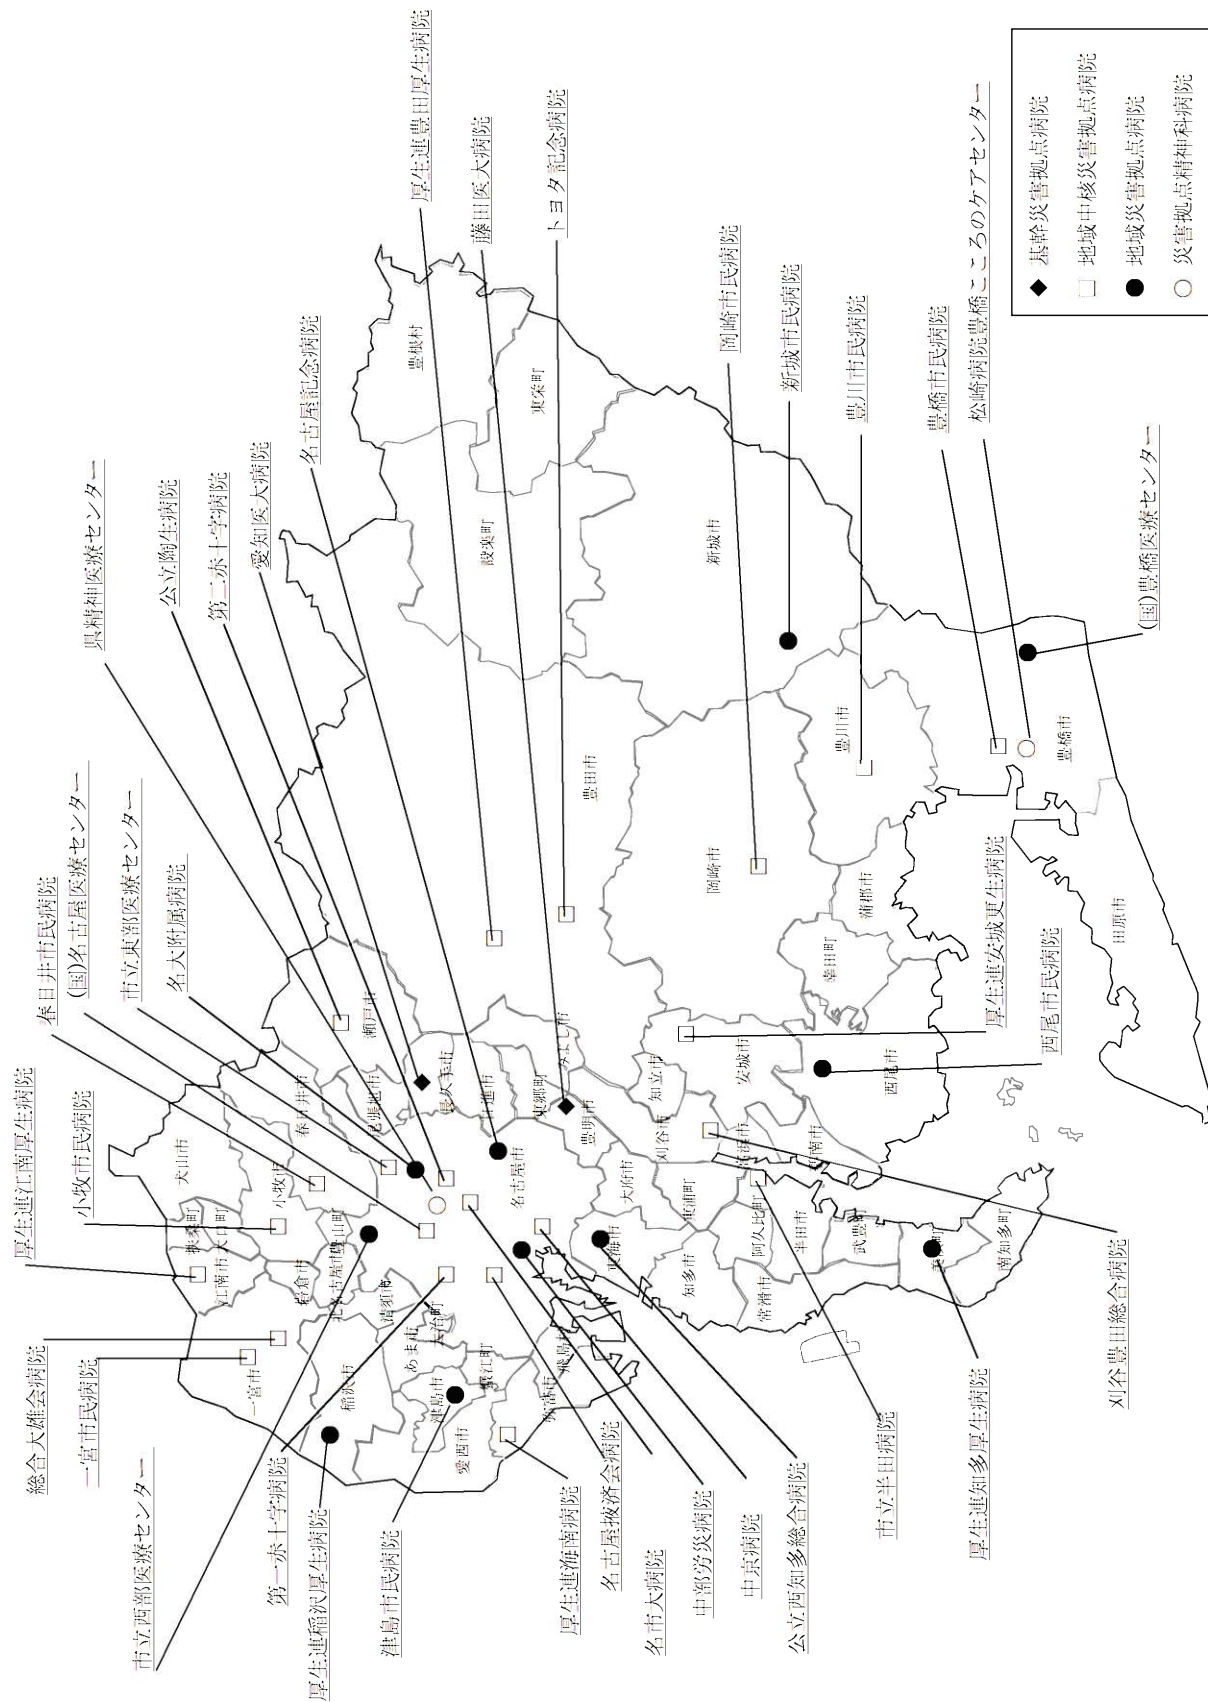 厚生連江南厚生病院
小牧市民病院
春日井市民病院
(国)名古屋医療センター
市立東部医療センター
名大附属病院
県精神医療センター
公立陶生病院
第二赤十字病院
愛知医大病院
名古屋記念病院
厚生連豊田厚生病院
藤田医大病院
トヨタ記念病院
岡崎市民病院
新城市民病院
豊川市民病院
豊橋市民病院
松崎病院豊橋こころのケアセンター
(国)豊橋医療センター
総合大雄会病院
一宮市民病院
市立西部医療センター
第一赤十字病院
厚生連稲沢厚生病院
津島市民病院
厚生連海南病院
名古屋掖済会病院
名市大病院
中部労災病院
中京病院
公立西知多総合病院
市立半田病院
厚生連知多厚生病院
刈谷豊田総合病院
西尾市民病院
厚生連安城更生病院
犬山市
扶桑町
大口町
江南市
小牧市
岩倉市
豊山町
北名古屋市
春日井市
一宮市
稲沢市
清須市
あま市
大治町
津島市
愛西市
蟹江町
弥富市
飛島村
名古屋市
尾張旭市
瀬戸市
長久手市
日進市
東郷町
みよし市
豊明市
大府市
東海市
知多市
東浦町
阿久比町
半田市
常滑市
武豊町
美浜町
南知多町
刈谷市
知立市
高浜市
碧南市
安城市
西尾市
豊田市
岡崎市
幸田町
蒲郡市
豊川市
豊橋市
田原市
新城市
設楽町
東栄町
豊根村
◆ 基幹災害拠点病院
□ 地域中核災害拠点病院
● 地域災害拠点病院
○ 災害拠点精神科病院